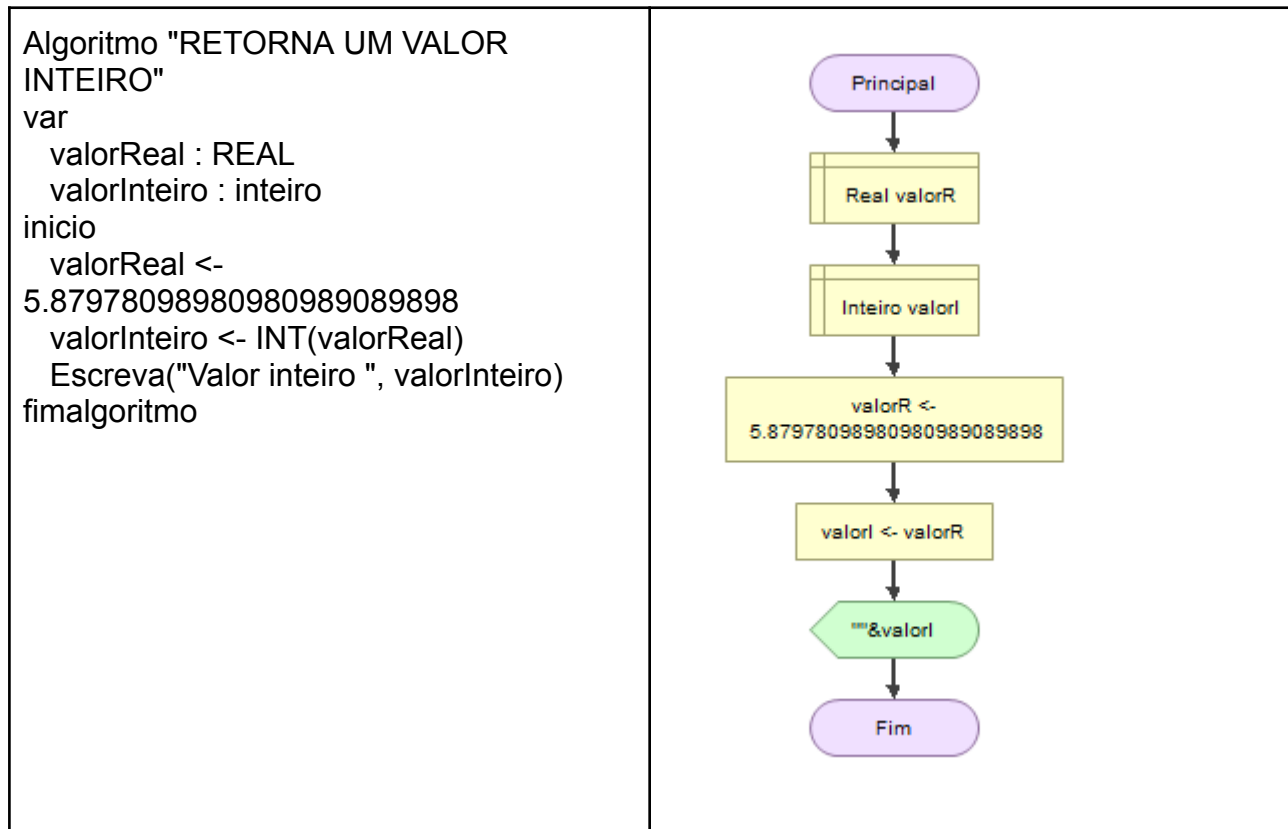 Algoritmo "RETORNA UM VALOR
INTEIRO"
var
valorReal : REAL
valorInteiro : inteiro
inicio
valorReal <-
5.87978098980980989089898
valorInteiro <- INT(valorReal)
Escreva("Valor inteiro ", valorInteiro)
fimalgoritmo
Principal
Real valorR
Inteiro valorI
valorR <-
5.87978098980980989089898
valorI <- valorR
""&valorI
Fim